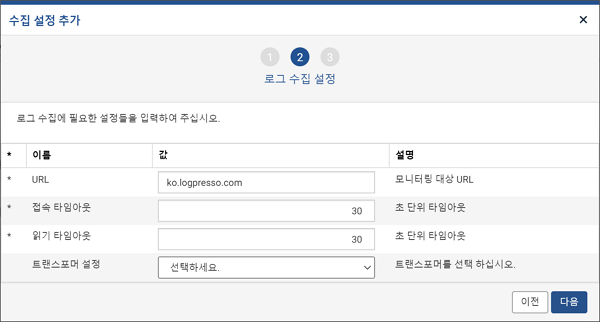 수집 설정 추가 ×
1 2 3
로그 수집 설정
로그 수집에 필요한 설정들을 입력하여 주십시오.
* 이름 값 설명
* URL ko.logpresso.com 모니터링 대상 URL
* 접속 타임아웃 30 초 단위 타임아웃
* 읽기 타임아웃 30 초 단위 타임아웃
트랜스포머 설정 선택하세요. 트랜스포머를 선택 하십시오.
이전 다음